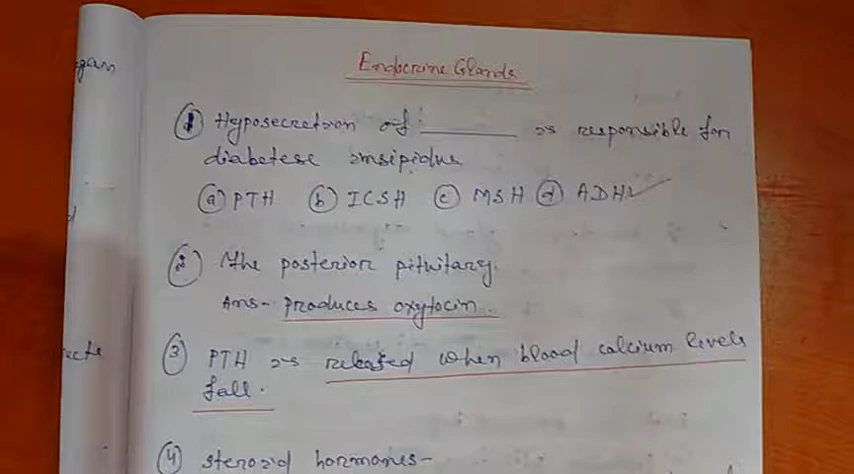 Endocrine Glands
① Hyposecretion of ______ is responsible for
diabetese insipidus
ⓐ PTH ⓑ ICSH ⓒ MSH ⓓ ADH ✓
② The posterior pituitary
Ans- produces oxytocin.
③ PTH is released when blood calcium levels
fall.
④ steroid hormones-